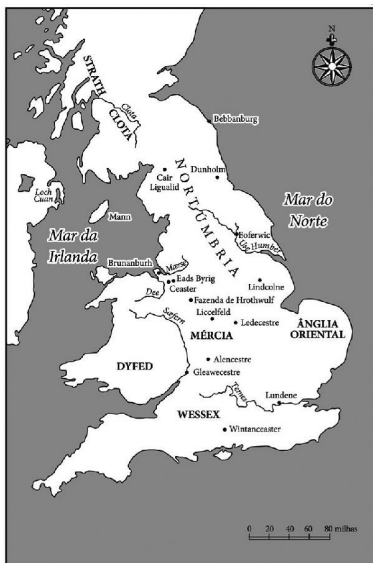 N
STRATH
CLOTA
Clota
Bebbanburg
Cair
Ligualid
Dunholm
NORTÚMBRIA
Loch
Cuan
Mann
Mar do
Norte
Mar da
Irlanda
Eoferwic
Humber
Brunanburh
Mærse
Eads Byrig
Ceaster
Dee
Lindcolne
Fazenda de Hrothwulf
Liccelfeld
Sæfern
Ledecestre
MÉRCIA
ÂNGLIA
ORIENTAL
DYFED
Alencestre
Gleawecestre
Temes
Lundene
WESSEX
Wintanceaster
0 20 40 60 80 milhas